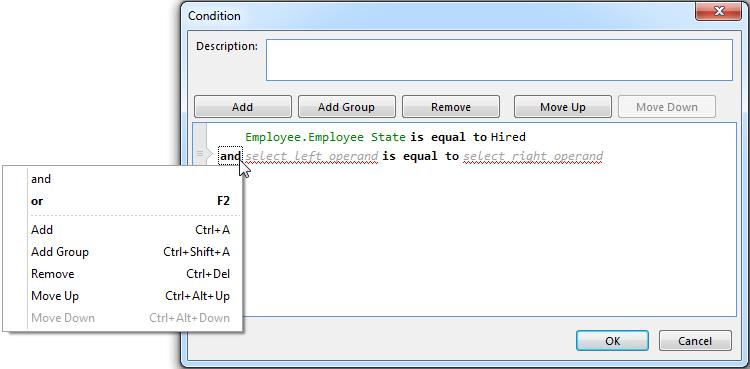 Condition
Description:
Add Add Group Remove Move Up Move Down
Employee.Employee State is equal to Hired
and select left operand is equal to select right operand
and
or F2
Add Ctrl+A
Add Group Ctrl+Shift+A
Remove Ctrl+Del
Move Up Ctrl+Alt+Up
Move Down Ctrl+Alt+Down
OK Cancel